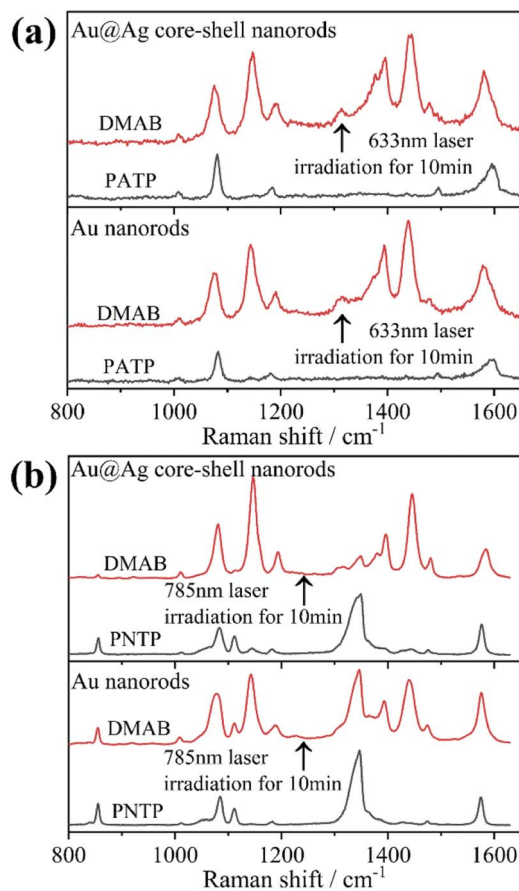 (a)
Au@Ag core-shell nanorods
DMAB
633nm laser
irradiation for 10min
PATP
Au nanorods
DMAB
633nm laser
irradiation for 10min
PATP
800 1000 1200 1400 1600
Raman shift / cm⁻¹
(b)
Au@Ag core-shell nanorods
DMAB
785nm laser
irradiation for 10min
PNTP
Au nanorods
DMAB
785nm laser
irradiation for 10min
PNTP
800 1000 1200 1400 1600
Raman shift / cm⁻¹